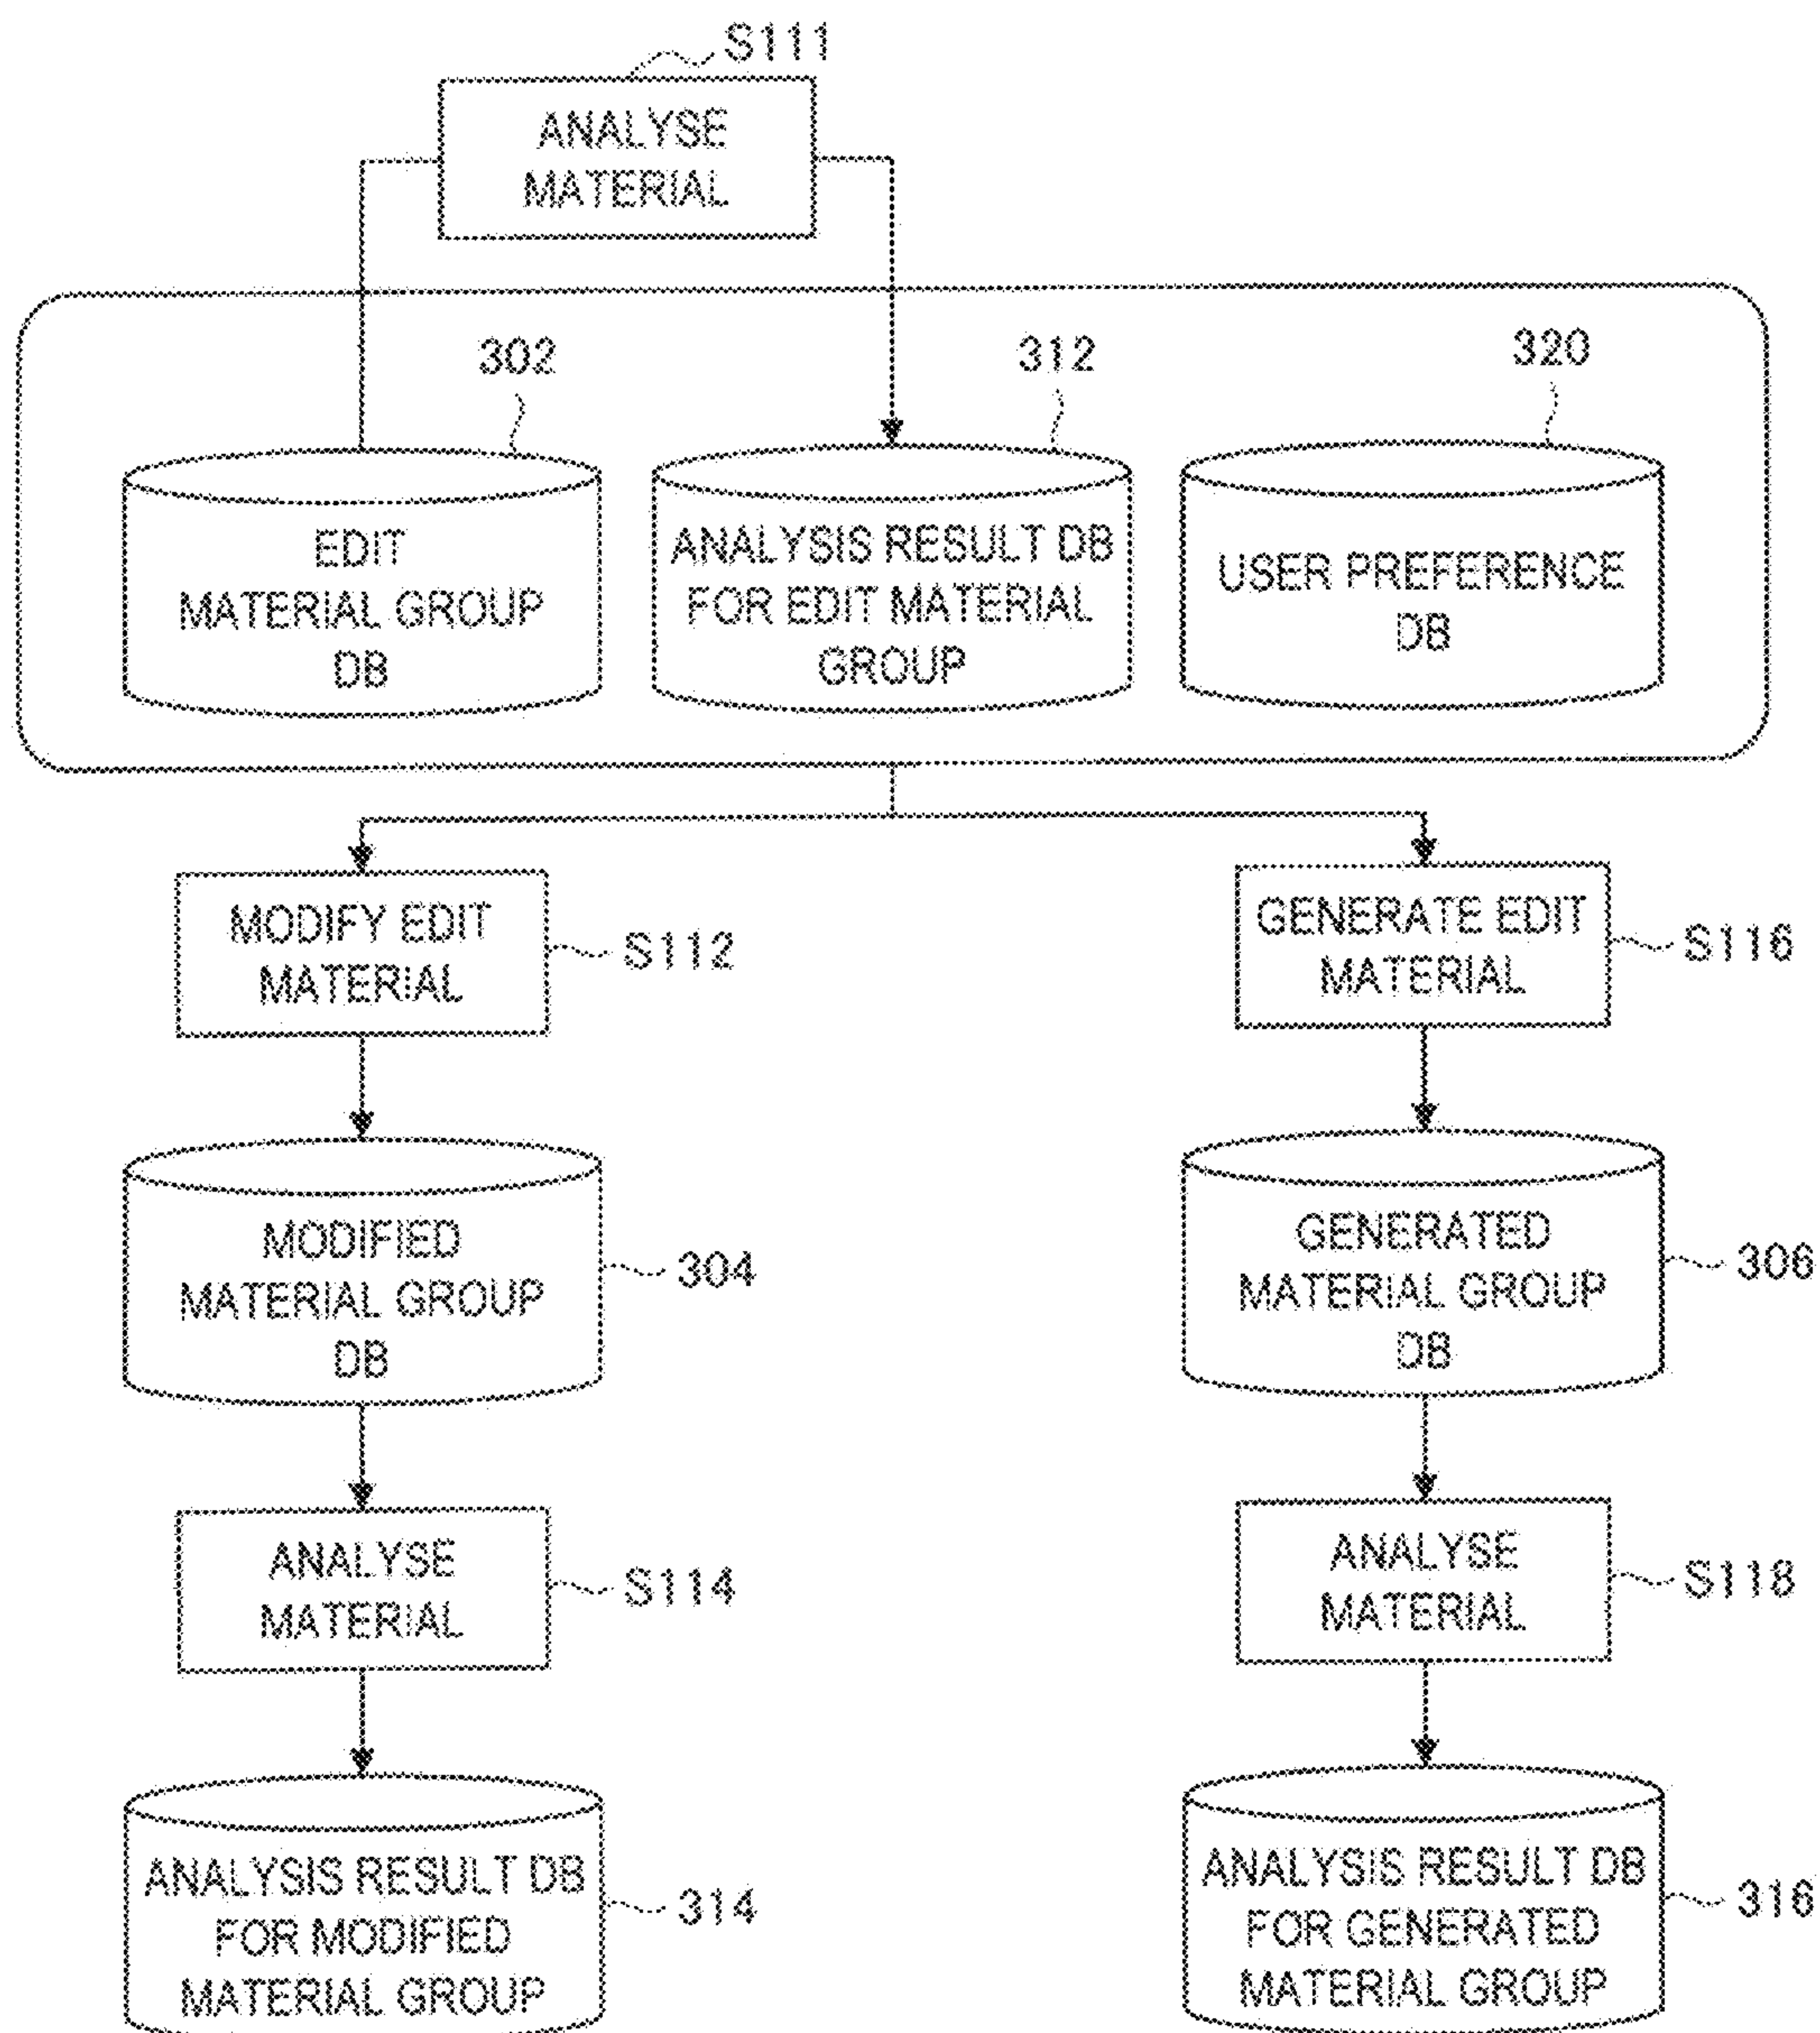 S111
ANALYSE
MATERIAL
302
312
320
EDIT
MATERIAL GROUP
DB
ANALYSIS RESULT DB
FOR EDIT MATERIAL
GROUP
USER PREFERENCE
DB
MODIFY EDIT
MATERIAL
S112
GENERATE EDIT
MATERIAL
S116
MODIFIED
MATERIAL GROUP
DB
304
GENERATED
MATERIAL GROUP
DB
306
ANALYSE
MATERIAL
S114
ANALYSE
MATERIAL
S118
ANALYSIS RESULT DB
FOR MODIFIED
MATERIAL GROUP
314
ANALYSIS RESULT DB
FOR GENERATED
MATERIAL GROUP
316